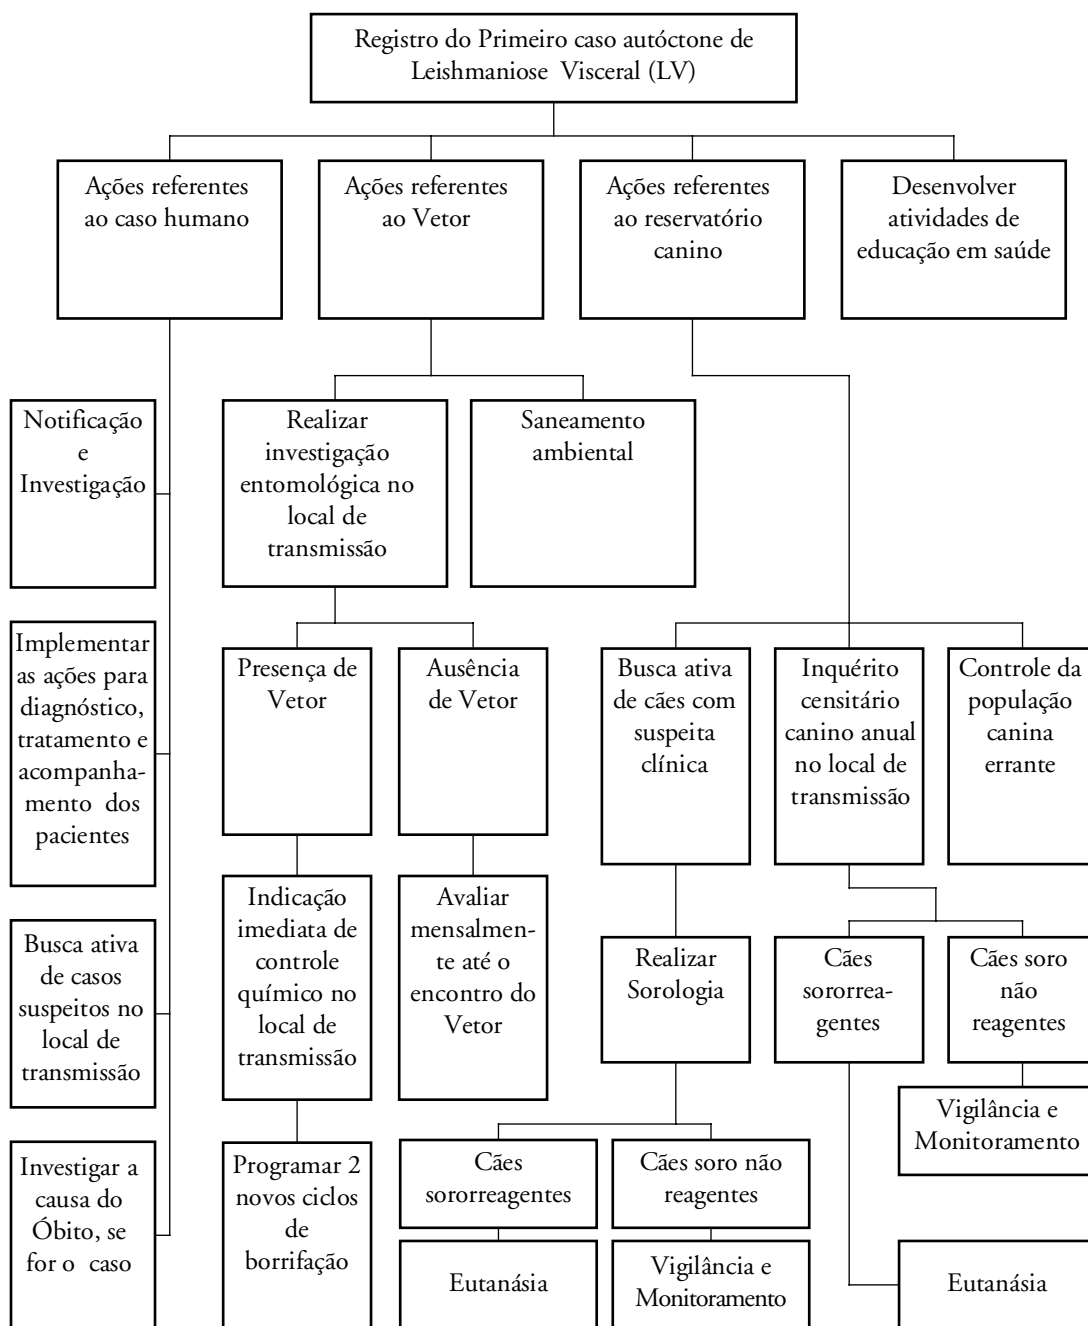 Registro do Primeiro caso autóctone de
Leishmaniose Visceral (LV)
Ações referentes
ao caso humano
Ações referentes
ao Vetor
Ações referentes
ao reservatório
canino
Desenvolver
atividades de
educação em saúde
Notificação
e
Investigação
Realizar
investigação
entomológica no
local de
transmissão
Saneamento
ambiental
Implementar
as ações para
diagnóstico,
tratamento e
acompanha-
mento dos
pacientes
Presença de
Vetor
Ausência
de Vetor
Busca ativa
de cães com
suspeita
clínica
Inquérito
censitário
canino anual
no local de
transmissão
Controle da
população
canina
errante
Indicação
imediata de
controle
químico no
local de
transmissão
Avaliar
mensalmen-
te até o
encontro do
Vetor
Busca ativa
de casos
suspeitos no
local de
transmissão
Realizar
Sorologia
Cães
sororrea-
gentes
Cães soro
não
reagentes
Vigilância e
Monitoramento
Investigar a
causa do
Óbito, se
for o caso
Programar 2
novos ciclos
de
borrifação
Cães
sororreagentes
Cães soro não
reagentes
Eutanásia
Vigilância e
Monitoramento
Eutanásia